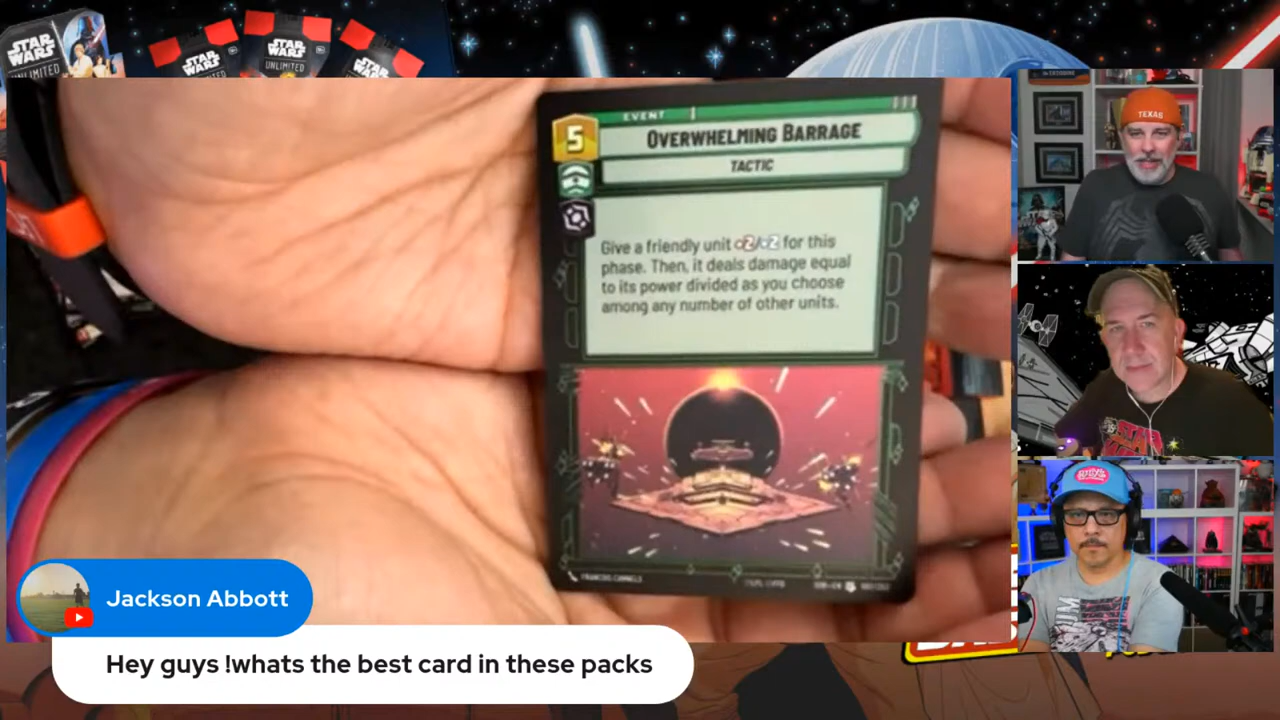 STAR
WARS
UNLIMITED
STAR
WARS
STAR
WARS
UNLIMITED
STAR
WARS
EVENT
5
OVERWHELMING BARRAGE
TACTIC
Give a friendly unit +2/+2 for this
phase. Then, it deals damage equal
to its power divided as you choose
among any number of other units.
TEXAS
Jackson Abbott
Hey guys !whats the best card in these packs